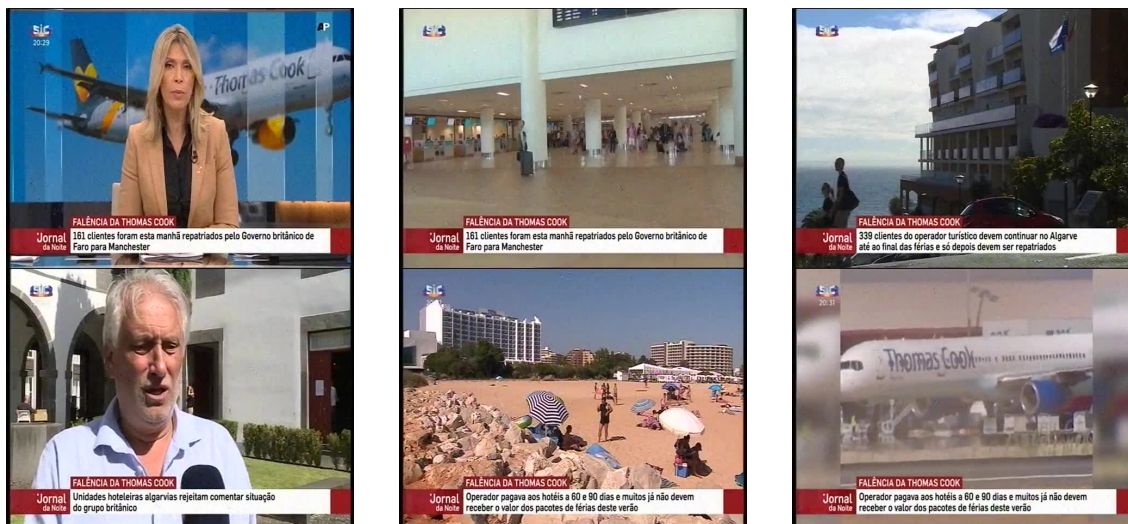 SIC
20:29
AP
Thomas Cook
FALÊNCIA DA THOMAS COOK
Jornal
da Noite
161 clientes foram esta manhã repatriados pelo Governo britânico de
Faro para Manchester
SIC
FALÊNCIA DA THOMAS COOK
Jornal
da Noite
161 clientes foram esta manhã repatriados pelo Governo britânico de
Faro para Manchester
SIC
FALÊNCIA DA THOMAS COOK
Jornal
da Noite
339 clientes do operador turístico devem continuar no Algarve
até ao final das férias e só depois devem ser repatriados
SIC
FALÊNCIA DA THOMAS COOK
Jornal
da Noite
Unidades hoteleiras algarvias rejeitam comentar situação
do grupo britânico
SIC
FALÊNCIA DA THOMAS COOK
Jornal
da Noite
Operador pagava aos hotéis a 60 e 90 dias e muitos já não devem
receber o valor dos pacotes de férias deste verão
SIC
20:31
Thomas Cook
FALÊNCIA DA THOMAS COOK
Jornal
da Noite
Operador pagava aos hotéis a 60 e 90 dias e muitos já não devem
receber o valor dos pacotes de férias deste verão